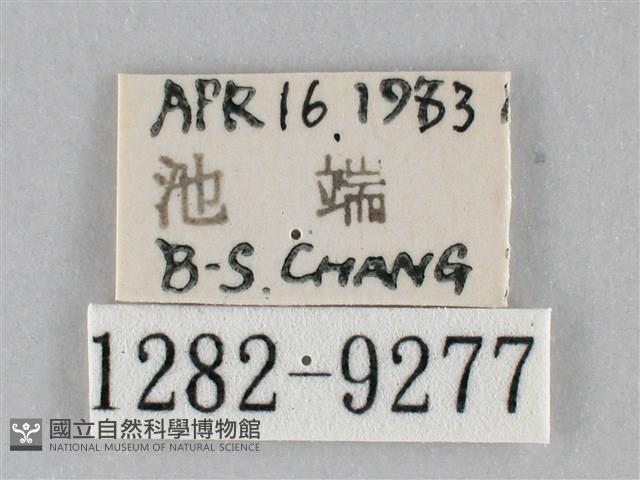 APR 16. 1983
池 端
B-S. CHANG
1282-9277
國立自然科學博物館
NATIONAL MUSEUM OF NATURAL SCIENCE